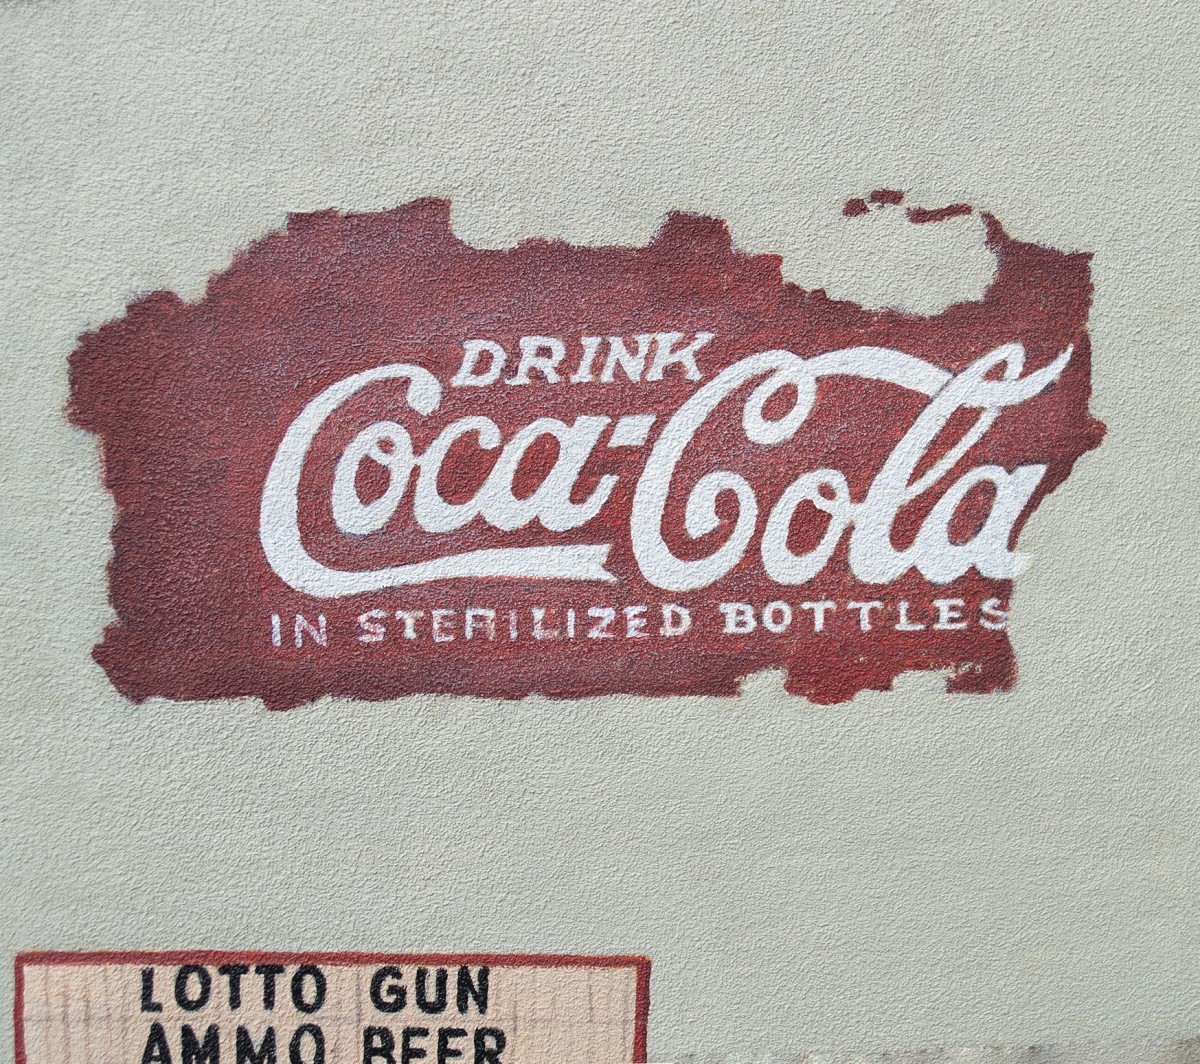 DRINK
Coca-Cola
IN STERILIZED BOTTLES
LOTTO GUN
AMMO BEER